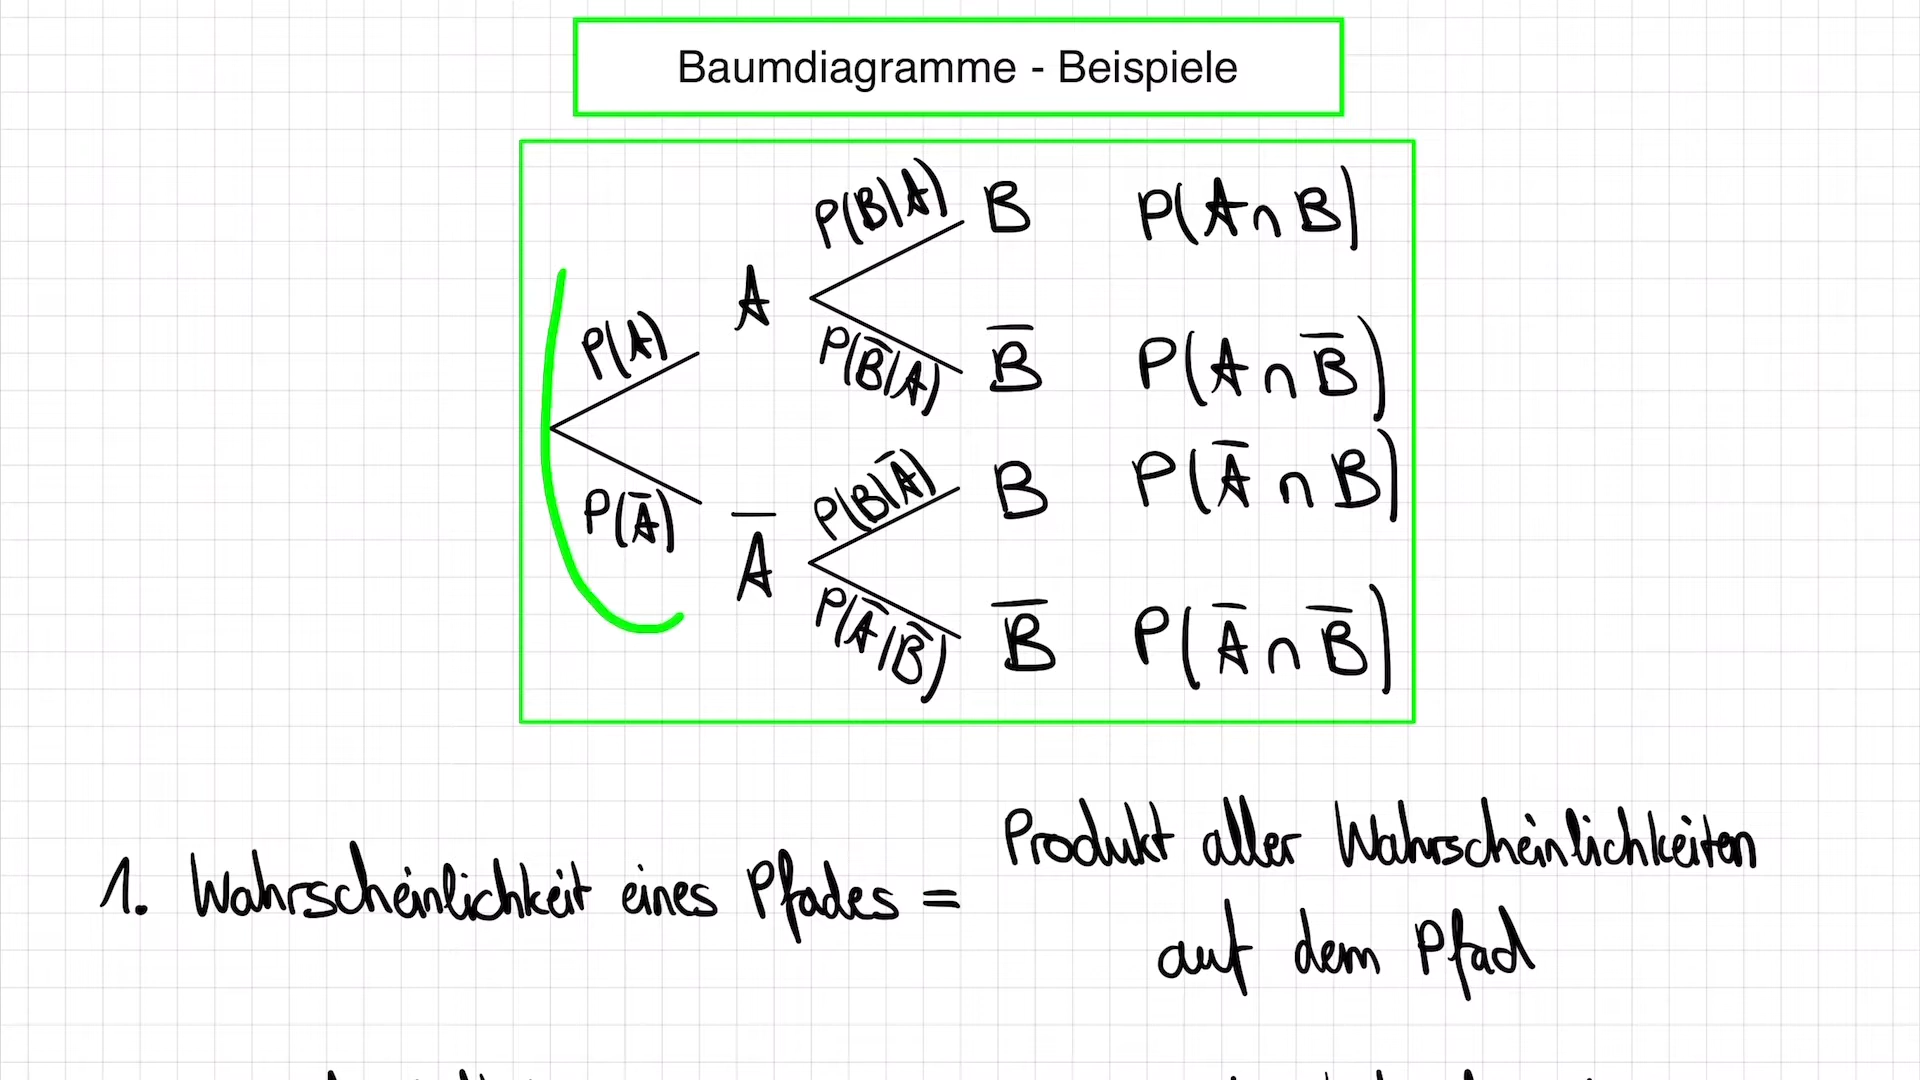 Baumdiagramme - Beispiele
P(B|A) B P(A∩B)
A
P(A)
P(B̅|A) B̅ P(A∩B̅)
P(B|A̅) B P(A̅∩B)
P(A̅)
A̅
P(A̅|B̅) B̅ P(A̅∩B̅)
1. Wahrscheinlichkeit eines Pfades = Produkt aller Wahrscheinlichkeiten
auf dem Pfad